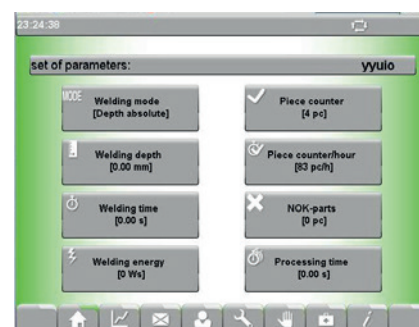 23:24:38
set of parameters: yyuio
MODE Welding mode
[Depth absolute]
Piece counter
[4 pc]
Welding depth
[0.00 mm]
Piece counter/hour
[83 pc/h]
Welding time
[0.00 s]
NOK-parts
[0 pc]
Welding energy
[0 Ws]
Processing time
[0.00 s]